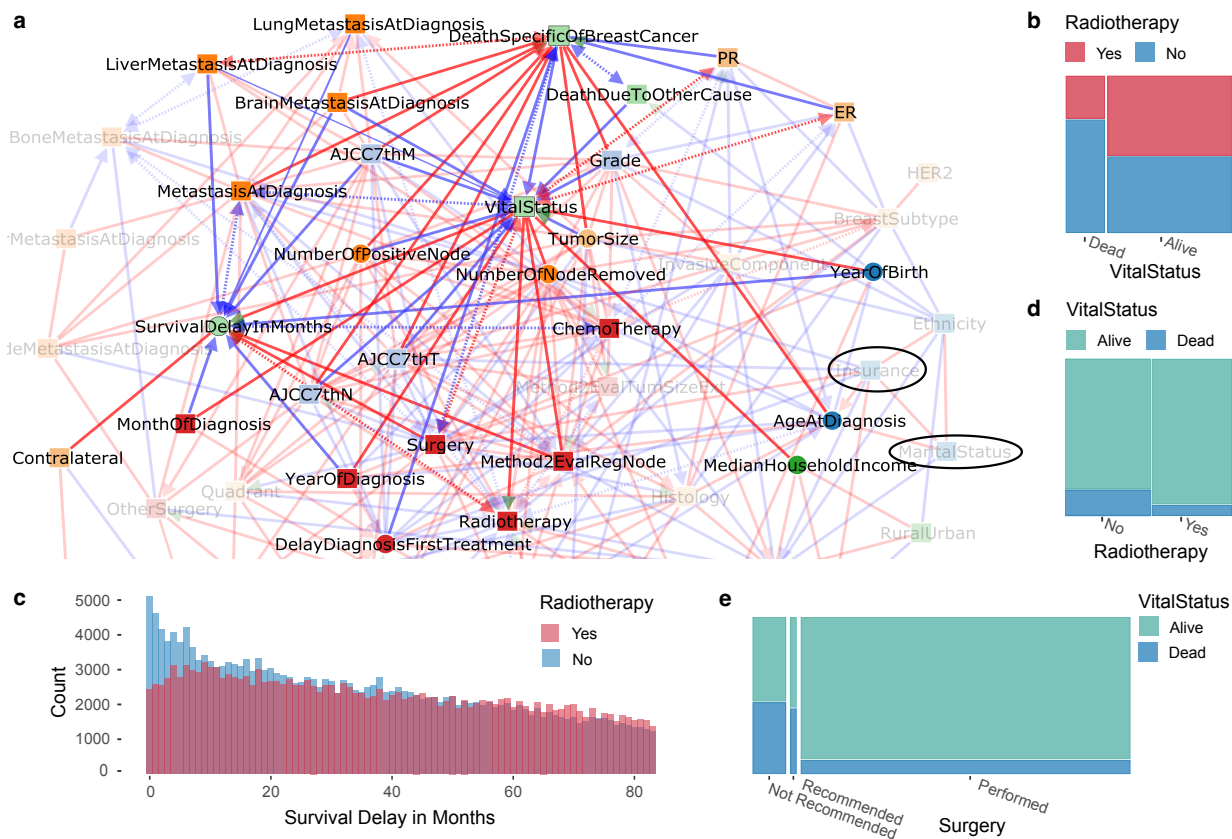 a
LungMetastasisAtDiagnosis
DeathSpecificOfBreastCancer
LiverMetastasisAtDiagnosis
PR
BrainMetastasisAtDiagnosis
DeathDueToOtherCause
ER
BoneMetastasisAtDiagnosis
AJCC7thM
Grade
HER2
MetastasisAtDiagnosis
VitalStatus
BreastSubtype
rMetastasisAtDiagnosis
TumorSize
NumberOfPositiveNode
InvasiveComponent
NumberOfNodeRemoved
YearOfBirth
SurvivalDelayInMonths
ChemoTherapy
Ethnicity
deMetastasisAtDiagnosis
AJCC7thT
Insurance
Method2EvalTumSizeExt
AJCC7thN
MonthOfDiagnosis
AgeAtDiagnosis
Surgery
MaritalStatus
Contralateral
Method2EvalRegNode
MedianHouseholdIncome
YearOfDiagnosis
Quadrant
Histology
OtherSurgery
Radiotherapy
RuralUrban
DelayDiagnosisFirstTreatment
b
Radiotherapy
Yes
No
Dead
Alive
VitalStatus
d
VitalStatus
Alive
Dead
No
Yes
Radiotherapy
c
Radiotherapy
Yes
No
Count
5000
4000
3000
2000
1000
0
0
20
40
60
80
Survival Delay in Months
e
VitalStatus
Alive
Dead
Not Recommended
Recommended
Performed
Surgery